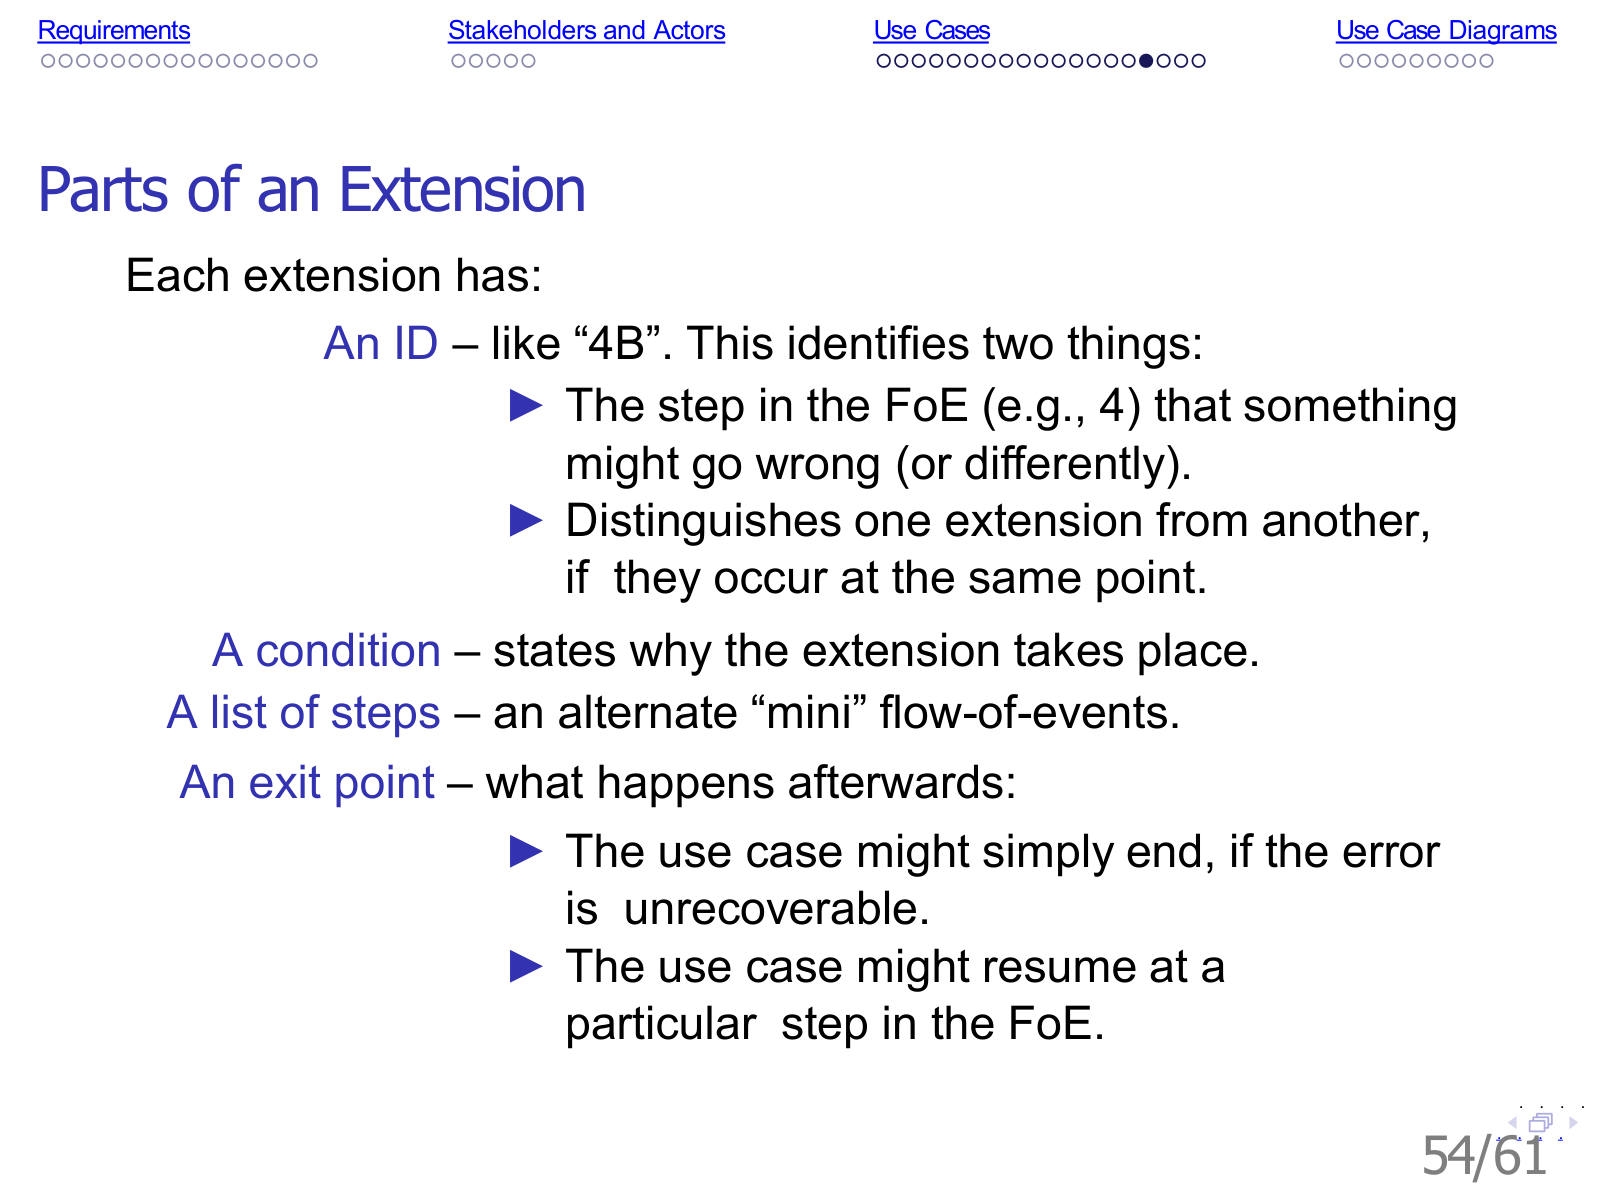 Requirements
Stakeholders and Actors
Use Cases
Use Case Diagrams
Parts of an Extension
Each extension has:
An ID – like “4B”. This identifies two things:
▶ The step in the FoE (e.g., 4) that something
might go wrong (or differently).
▶ Distinguishes one extension from another,
if they occur at the same point.
A condition – states why the extension takes place.
A list of steps – an alternate “mini” flow-of-events.
An exit point – what happens afterwards:
▶ The use case might simply end, if the error
is unrecoverable.
▶ The use case might resume at a
particular step in the FoE.
54/61